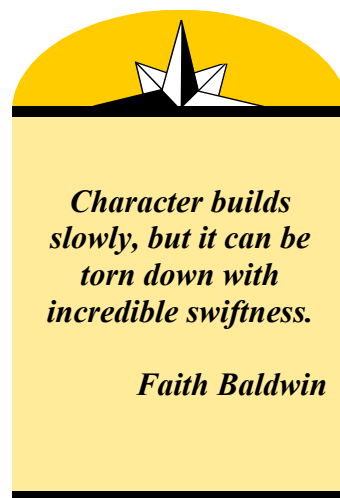 Character builds
slowly, but it can be
torn down with
incredible swiftness.
Faith Baldwin